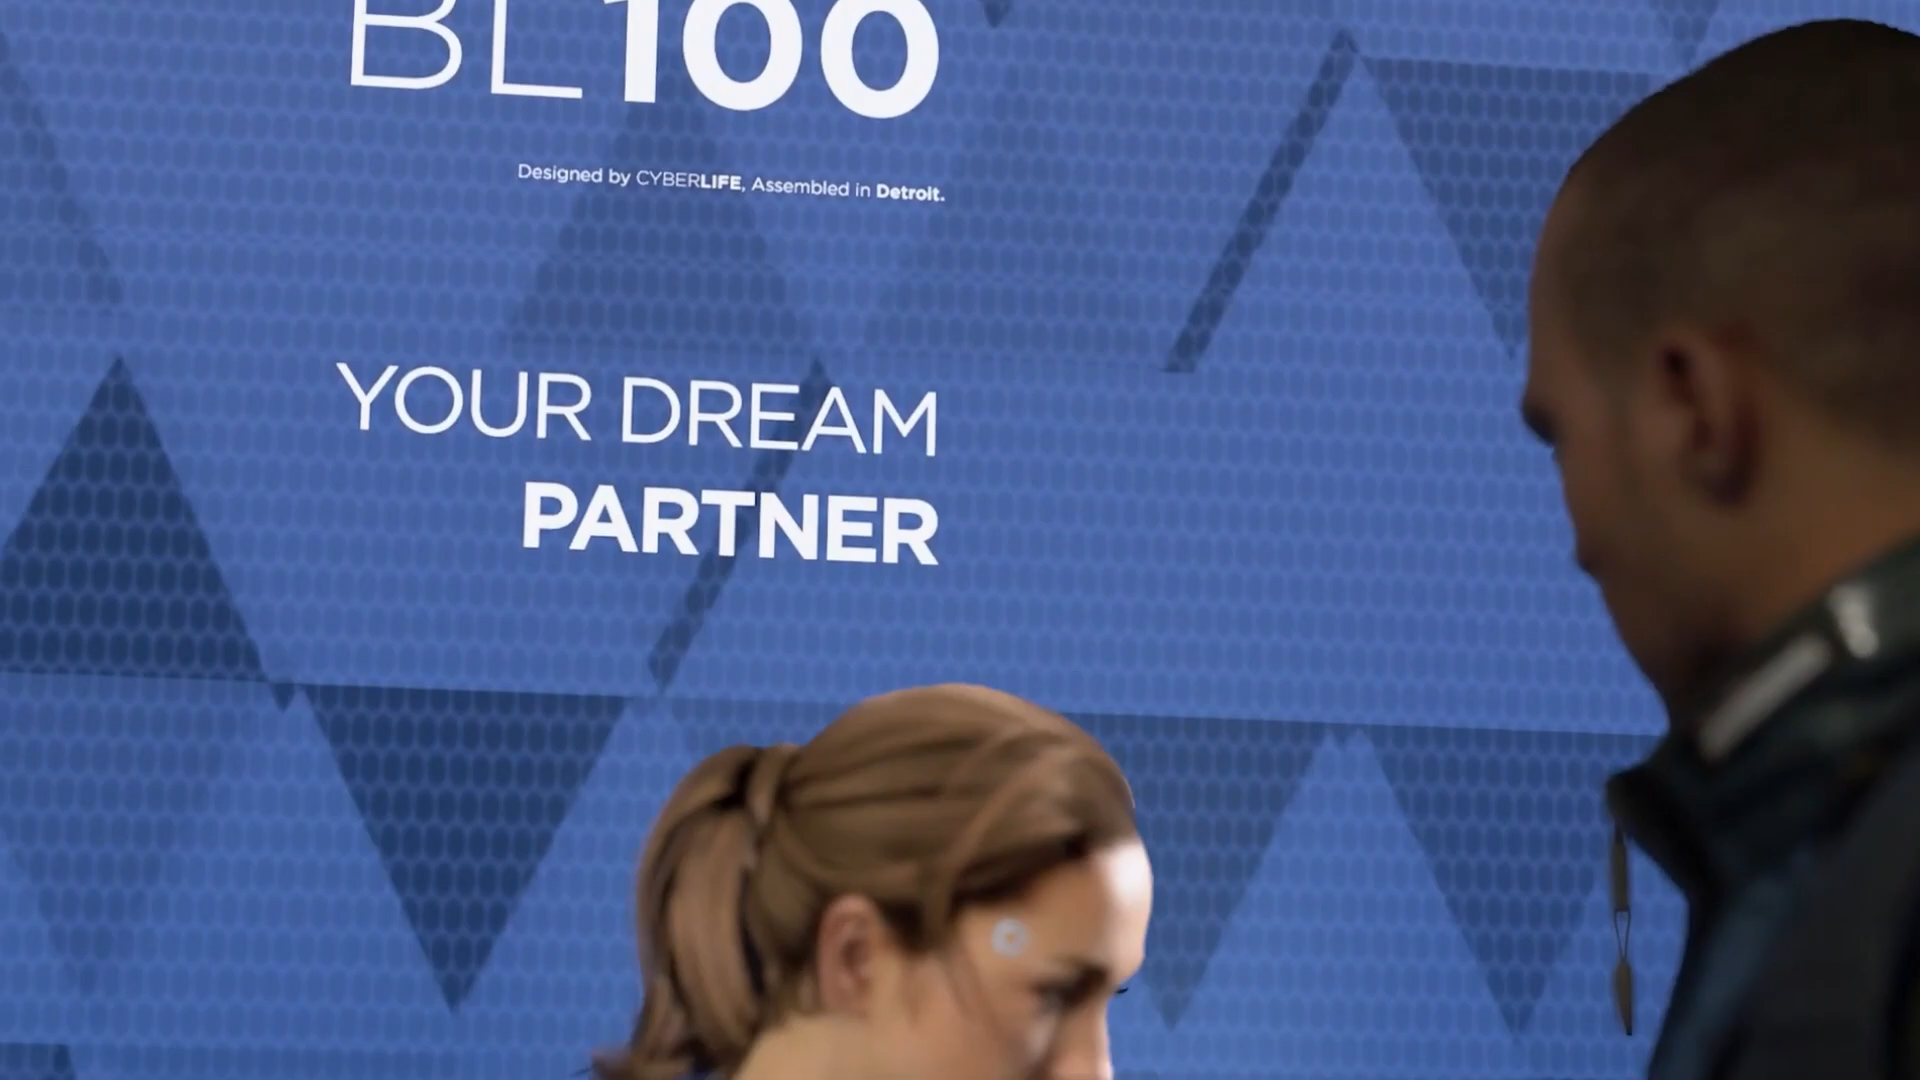 BL100
Designed by CYBERLIFE, Assembled in Detroit.
YOUR DREAM
PARTNER